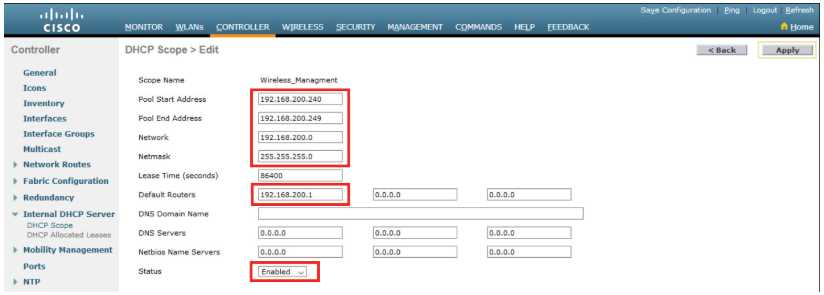 Save Configuration | Ping | Logout | Refresh
CISCO
MONITOR WLANs CONTROLLER WIRELESS SECURITY MANAGEMENT COMMANDS HELP FEEDBACK
Home
Controller
DHCP Scope > Edit
< Back
Apply
General
Icons
Inventory
Interfaces
Interface Groups
Multicast
Network Routes
Fabric Configuration
Redundancy
Internal DHCP Server
DHCP Scope
DHCP Allocated Leases
Mobility Management
Ports
NTP
Scope Name Wireless_Managment
Pool Start Address 192.168.200.240
Pool End Address 192.168.200.249
Network 192.168.200.0
Netmask 255.255.255.0
Lease Time (seconds) 86400
Default Routers 192.168.200.1 0.0.0.0 0.0.0.0
DNS Domain Name
DNS Servers 0.0.0.0 0.0.0.0 0.0.0.0
Netbios Name Servers 0.0.0.0 0.0.0.0 0.0.0.0
Status Enabled